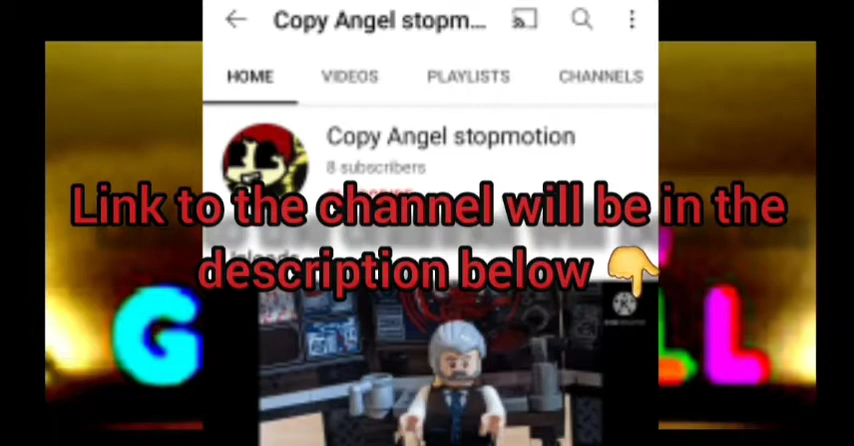 Copy Angel stopm...
HOME VIDEOS PLAYLISTS CHANNELS
Copy Angel stopmotion
8 subscribers
Link to the channel will be in the
description below 👇
G LL